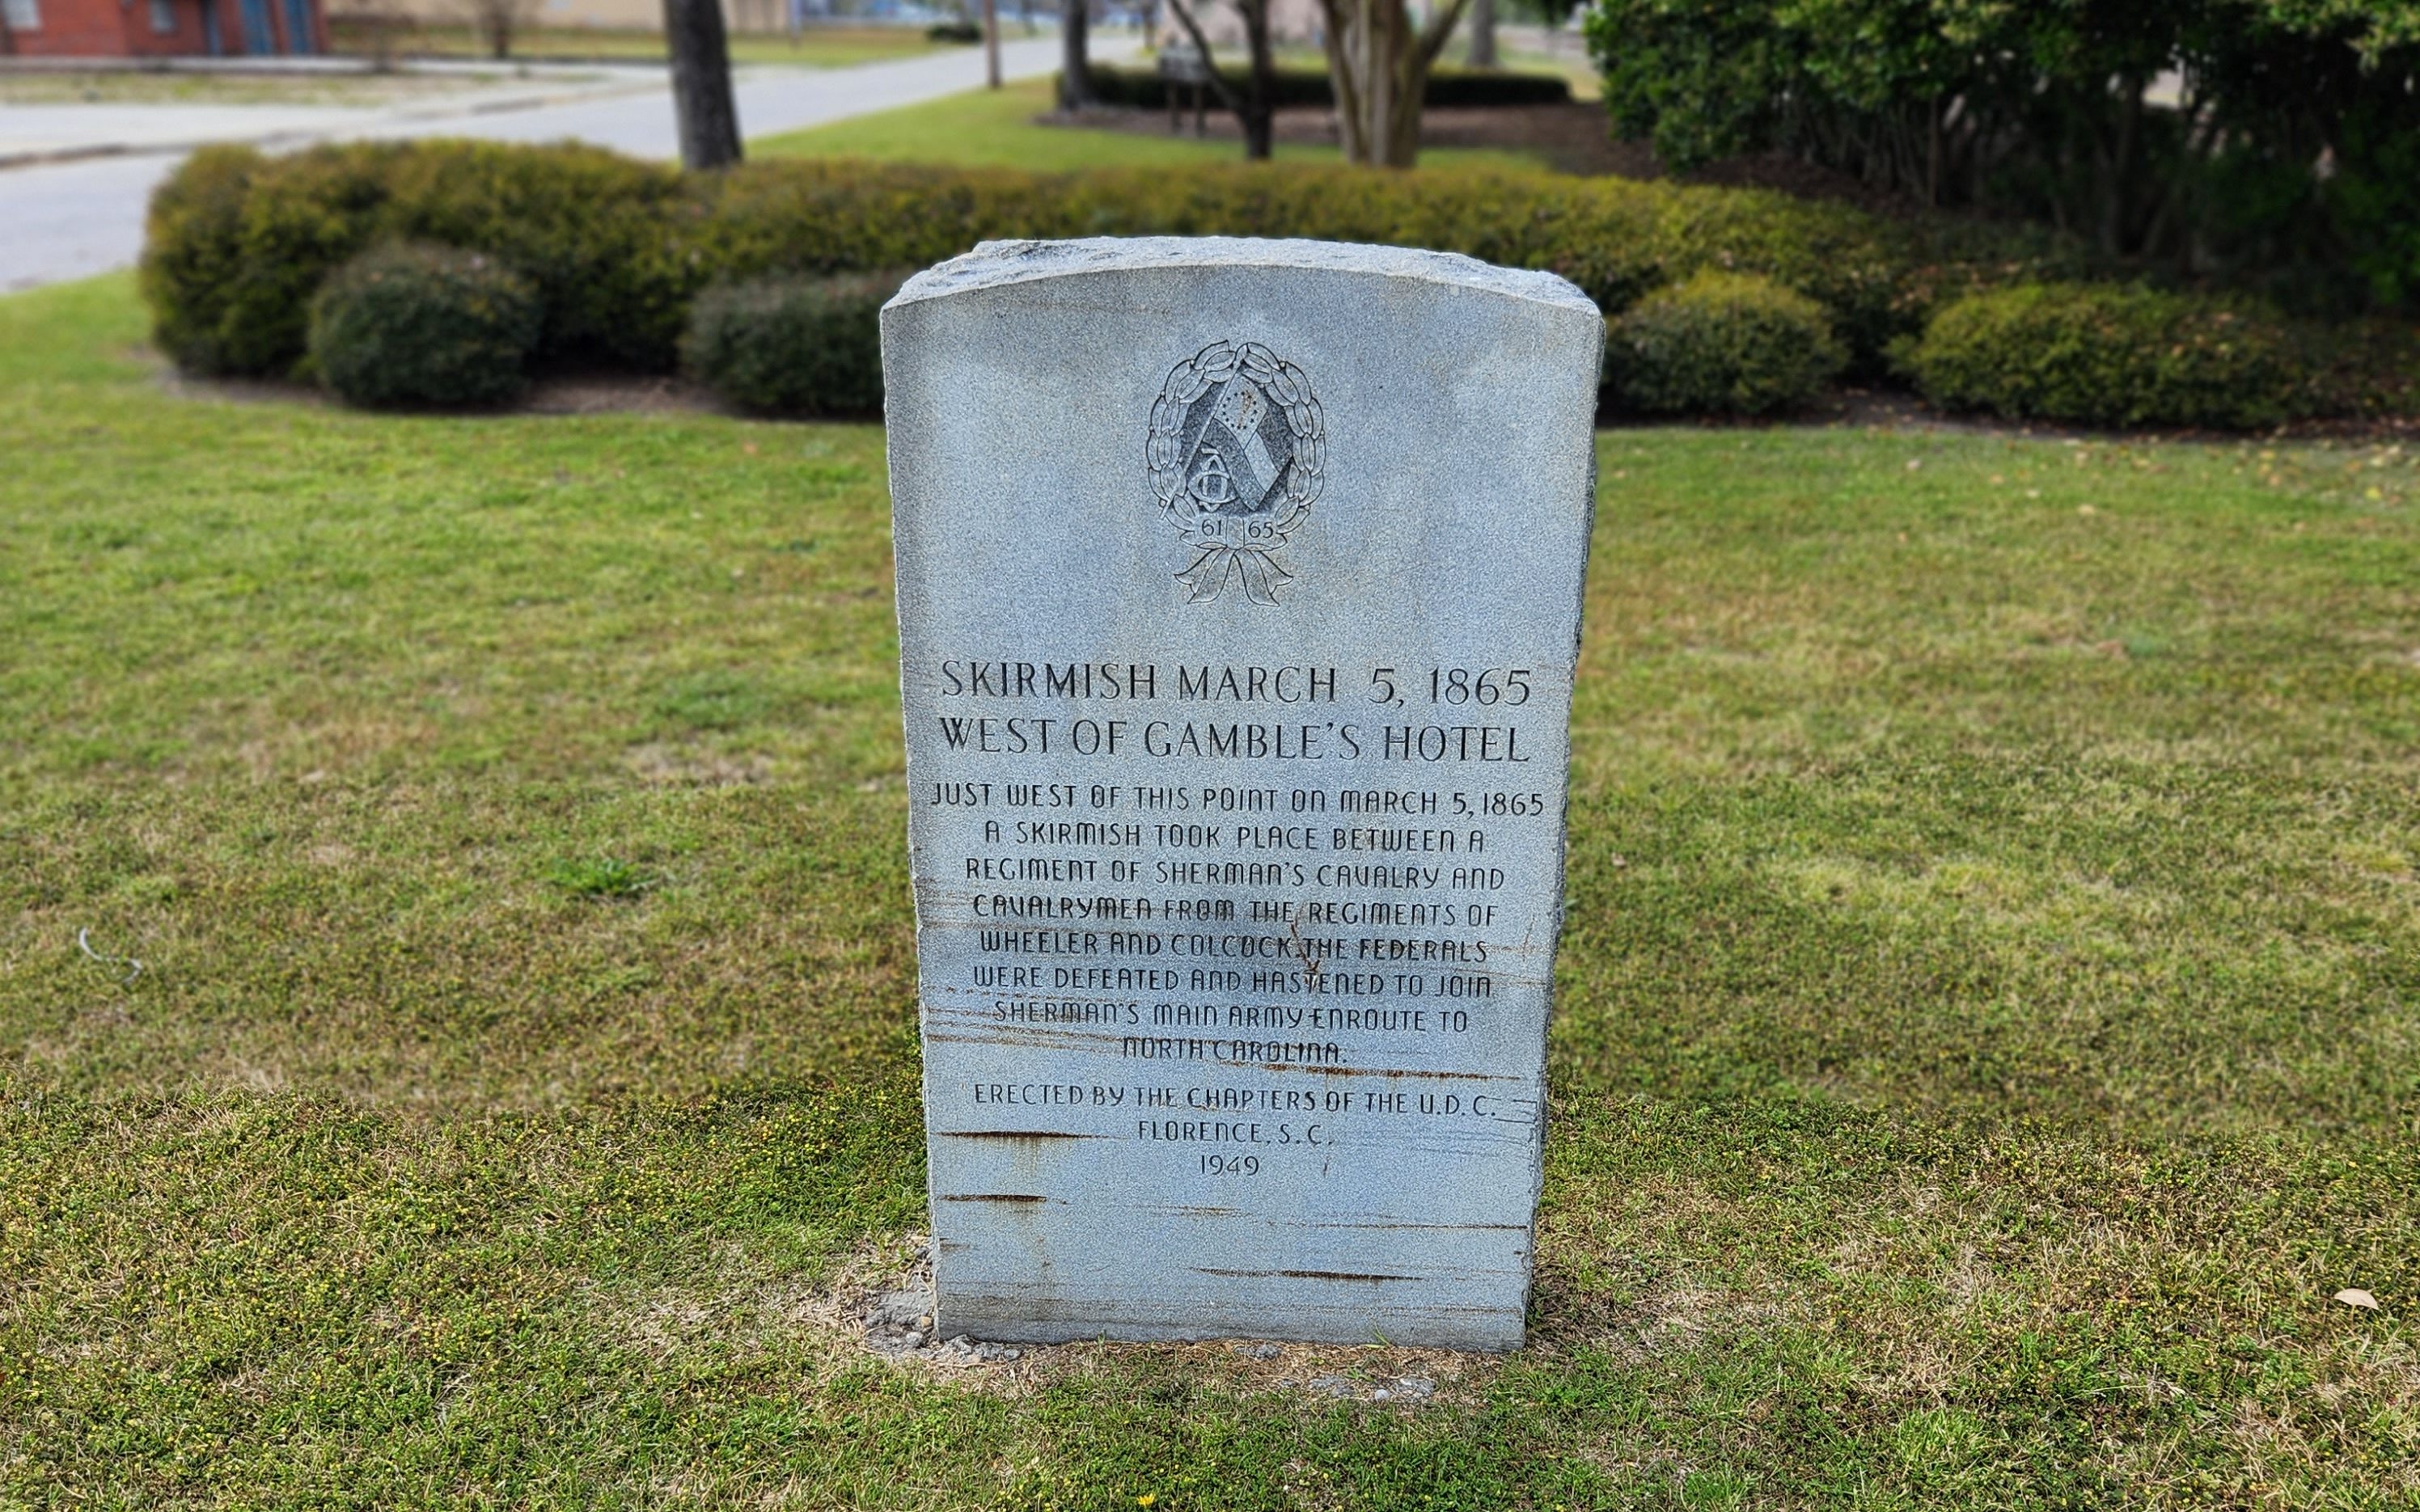 61 65
SKIRMISH MARCH 5, 1865
WEST OF GAMBLE'S HOTEL
JUST WEST OF THIS POINT ON MARCH 5, 1865
A SKIRMISH TOOK PLACE BETWEEN A
REGIMENT OF SHERMAN'S CAVALRY AND
CAVALRYMEN FROM THE REGIMENTS OF
WHEELER AND COLCOCK. THE FEDERALS
WERE DEFEATED AND HASTENED TO JOIN
SHERMAN'S MAIN ARMY ENROUTE TO
NORTH CAROLINA.
ERECTED BY THE CHAPTERS OF THE U.D.C.
FLORENCE, S.C.
1949